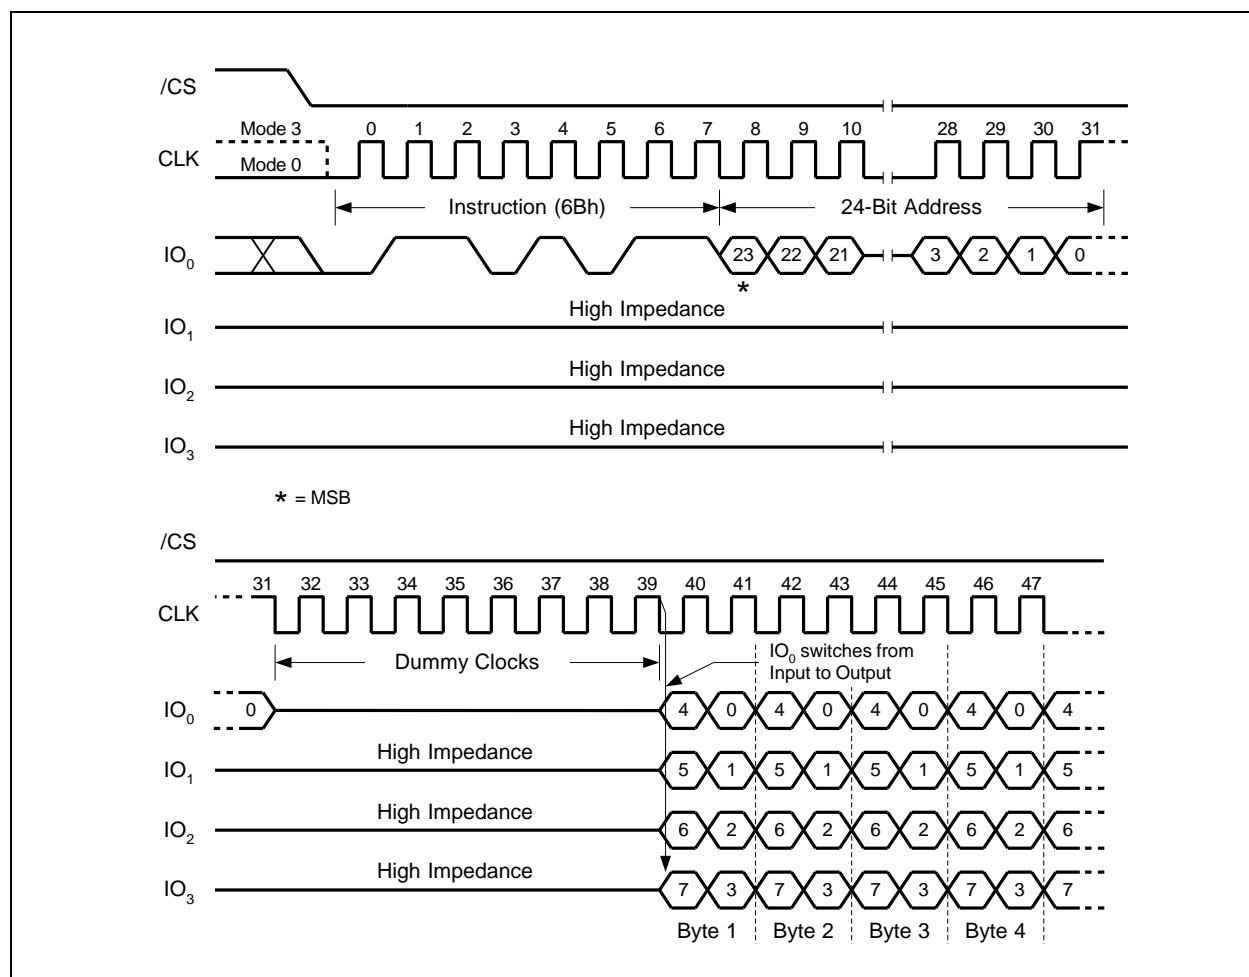 /CS
Mode 3 0 1 2 3 4 5 6 7 8 9 10 28 29 30 31
CLK Mode 0
Instruction (6Bh) 24-Bit Address
IO0 23 22 21 3 2 1 0
*
High Impedance
IO1
High Impedance
IO2
High Impedance
IO3
* = MSB
/CS
31 32 33 34 35 36 37 38 39 40 41 42 43 44 45 46 47
CLK
Dummy Clocks IO0 switches from
Input to Output
IO0 0 4 0 4 0 4 0 4 0 4
High Impedance
IO1 5 1 5 1 5 1 5 1 5
High Impedance
IO2 6 2 6 2 6 2 6 2 6
High Impedance
IO3 7 3 7 3 7 3 7 3 7
Byte 1 Byte 2 Byte 3 Byte 4